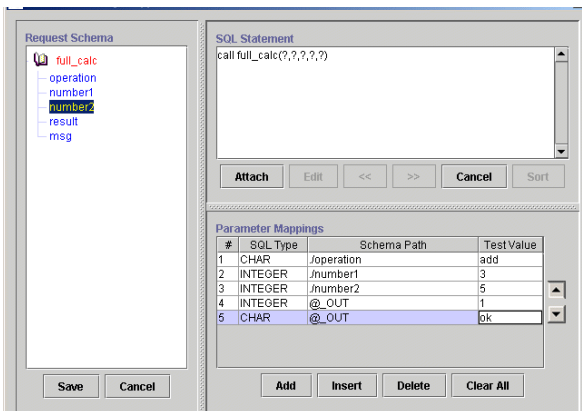 Request Schema
full_calc
operation
number1
number2
result
msg
Save Cancel
SQL Statement
call full_calc(?,?,?,?,?)
Attach Edit << >> Cancel Sort
Parameter Mappings
# SQL Type Schema Path Test Value
1 CHAR ./operation add
2 INTEGER ./number1 3
3 INTEGER ./number2 5
4 INTEGER @_OUT 1
5 CHAR @_OUT ok
Add Insert Delete Clear All